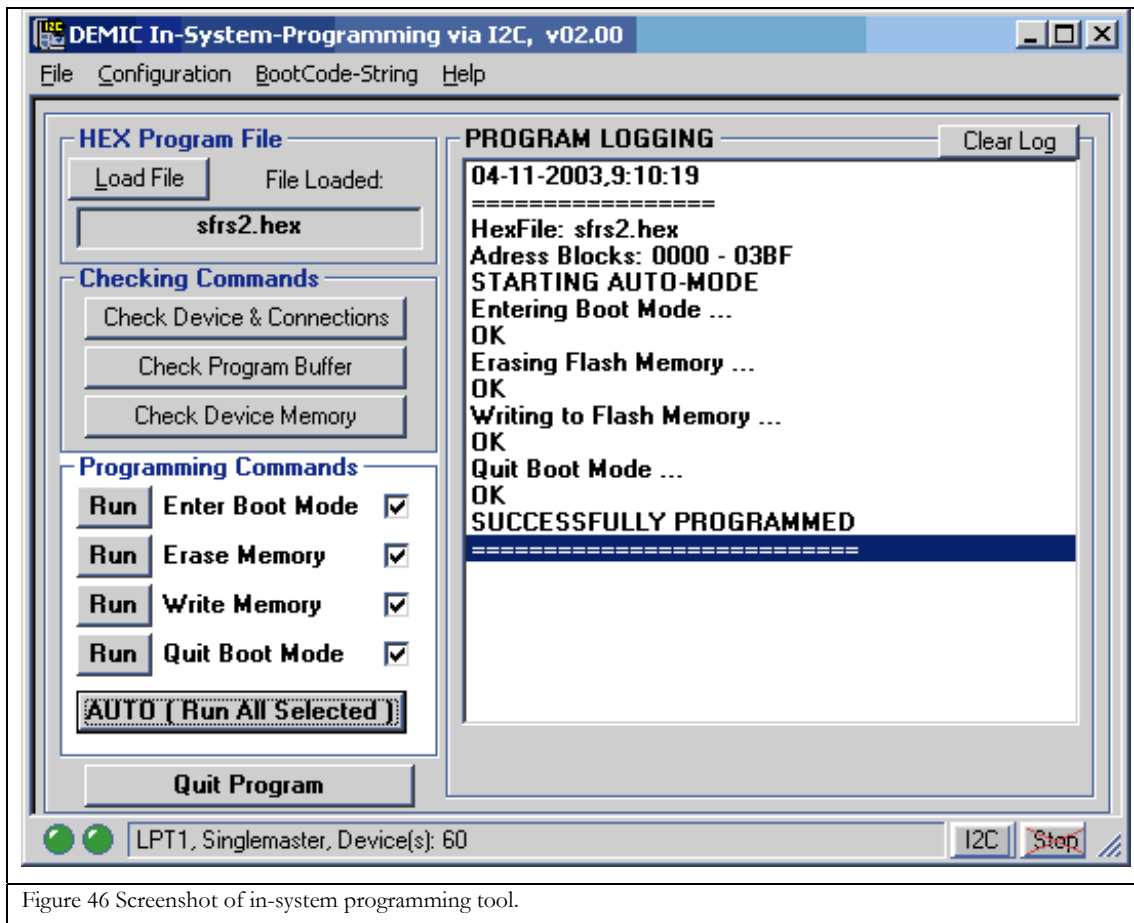 I2C
DEMIC In-System-Programming via I2C, v02.00
File Configuration BootCode-String Help
HEX Program File
Load File File Loaded:
sfrs2.hex
Checking Commands
Check Device & Connections
Check Program Buffer
Check Device Memory
Programming Commands
Run Enter Boot Mode
Run Erase Memory
Run Write Memory
Run Quit Boot Mode
AUTO ( Run All Selected )
Quit Program
PROGRAM LOGGING Clear Log
04-11-2003,9:10:19
=================
HexFile: sfrs2.hex
Adress Blocks: 0000 - 03BF
STARTING AUTO-MODE
Entering Boot Mode ...
OK
Erasing Flash Memory ...
OK
Writing to Flash Memory ...
OK
Quit Boot Mode ...
OK
SUCCESSFULLY PROGRAMMED
===========================
LPT1, Singlemaster, Device(s): 60 I2C Stop
Figure 46 Screenshot of in-system programming tool.